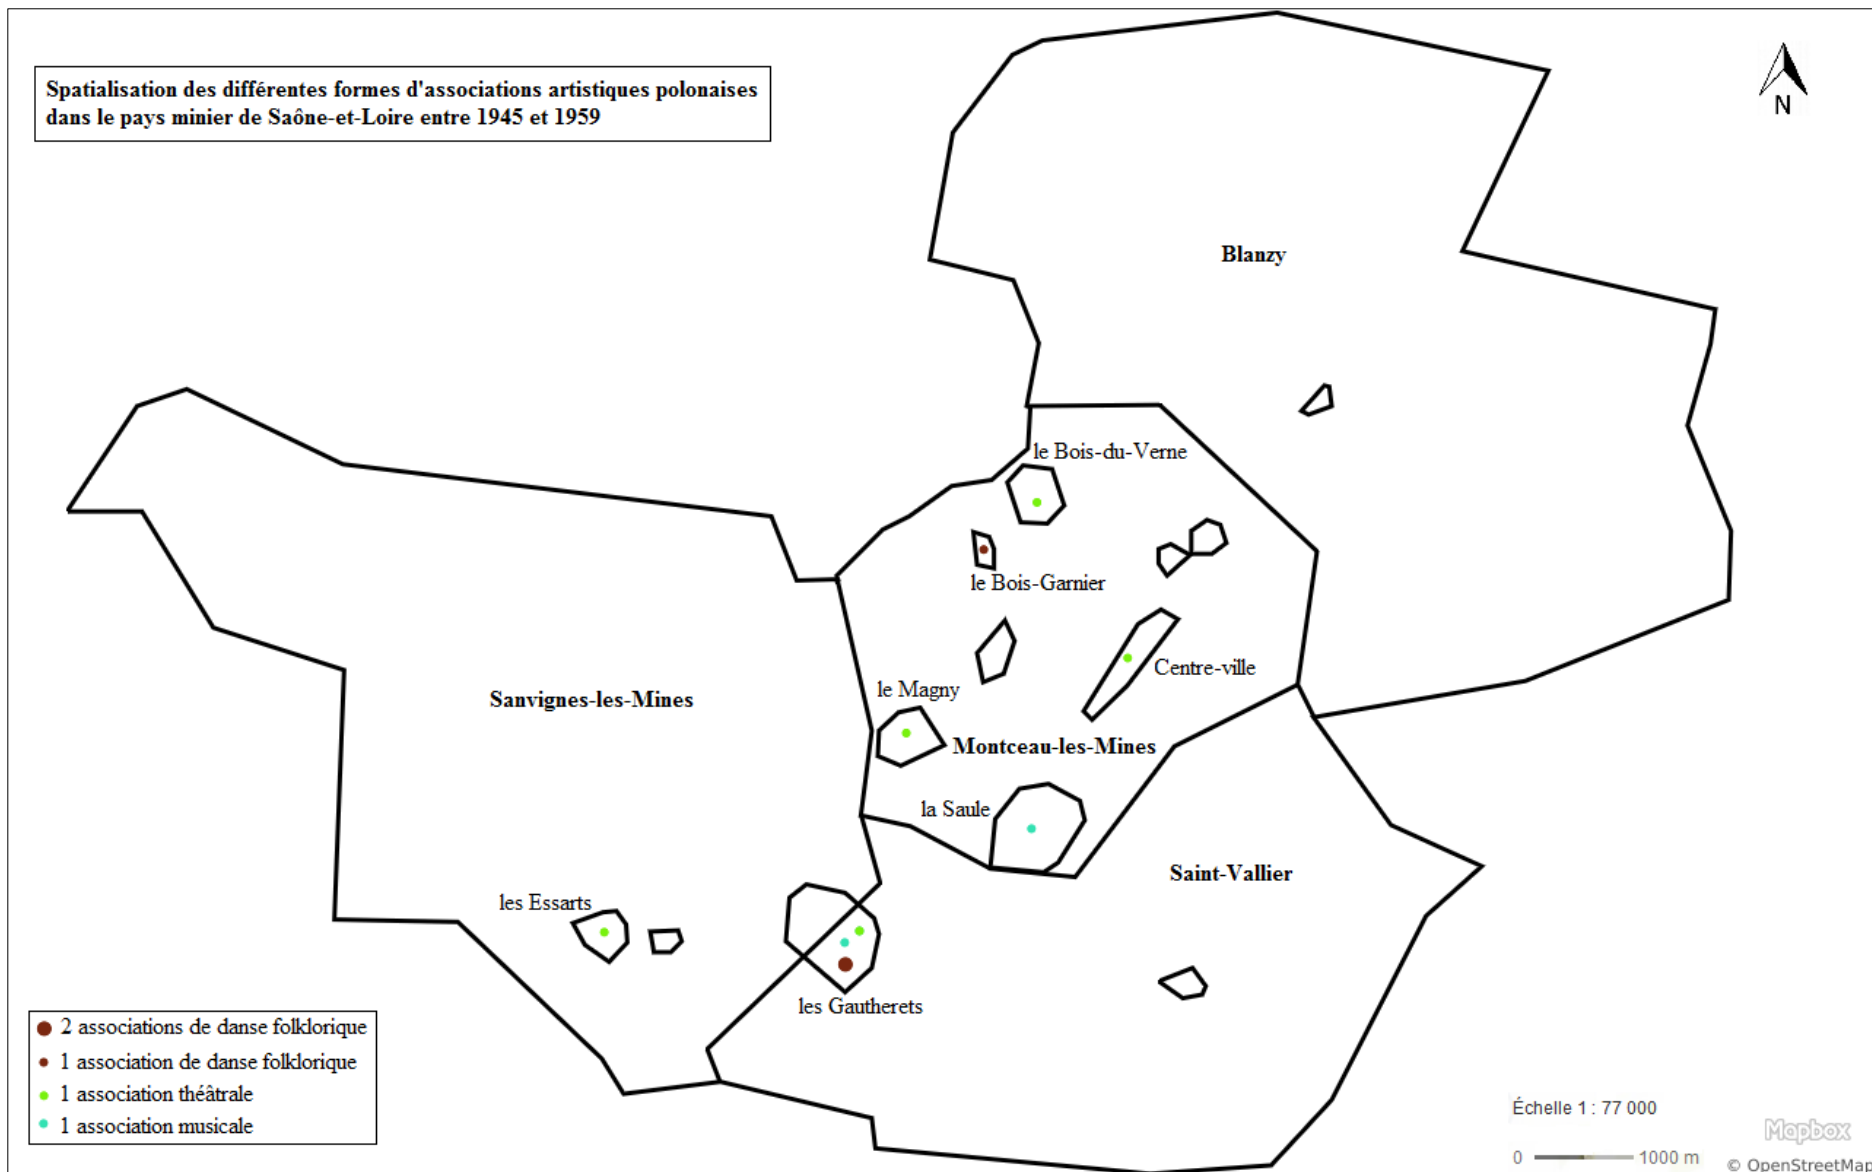 Spatialisation des différentes formes d'associations artistiques polonaises
dans le pays minier de Saône-et-Loire entre 1945 et 1959
N
Blanzy
le Bois-du-Verne
le Bois-Garnier
Centre-ville
le Magny
Sanvignes-les-Mines
Montceau-les-Mines
la Saule
Saint-Vallier
les Essarts
les Gautherets
2 associations de danse folklorique
1 association de danse folklorique
1 association théâtrale
1 association musicale
Échelle 1 : 77 000
0 1000 m
Mapbox
© OpenStreetMap